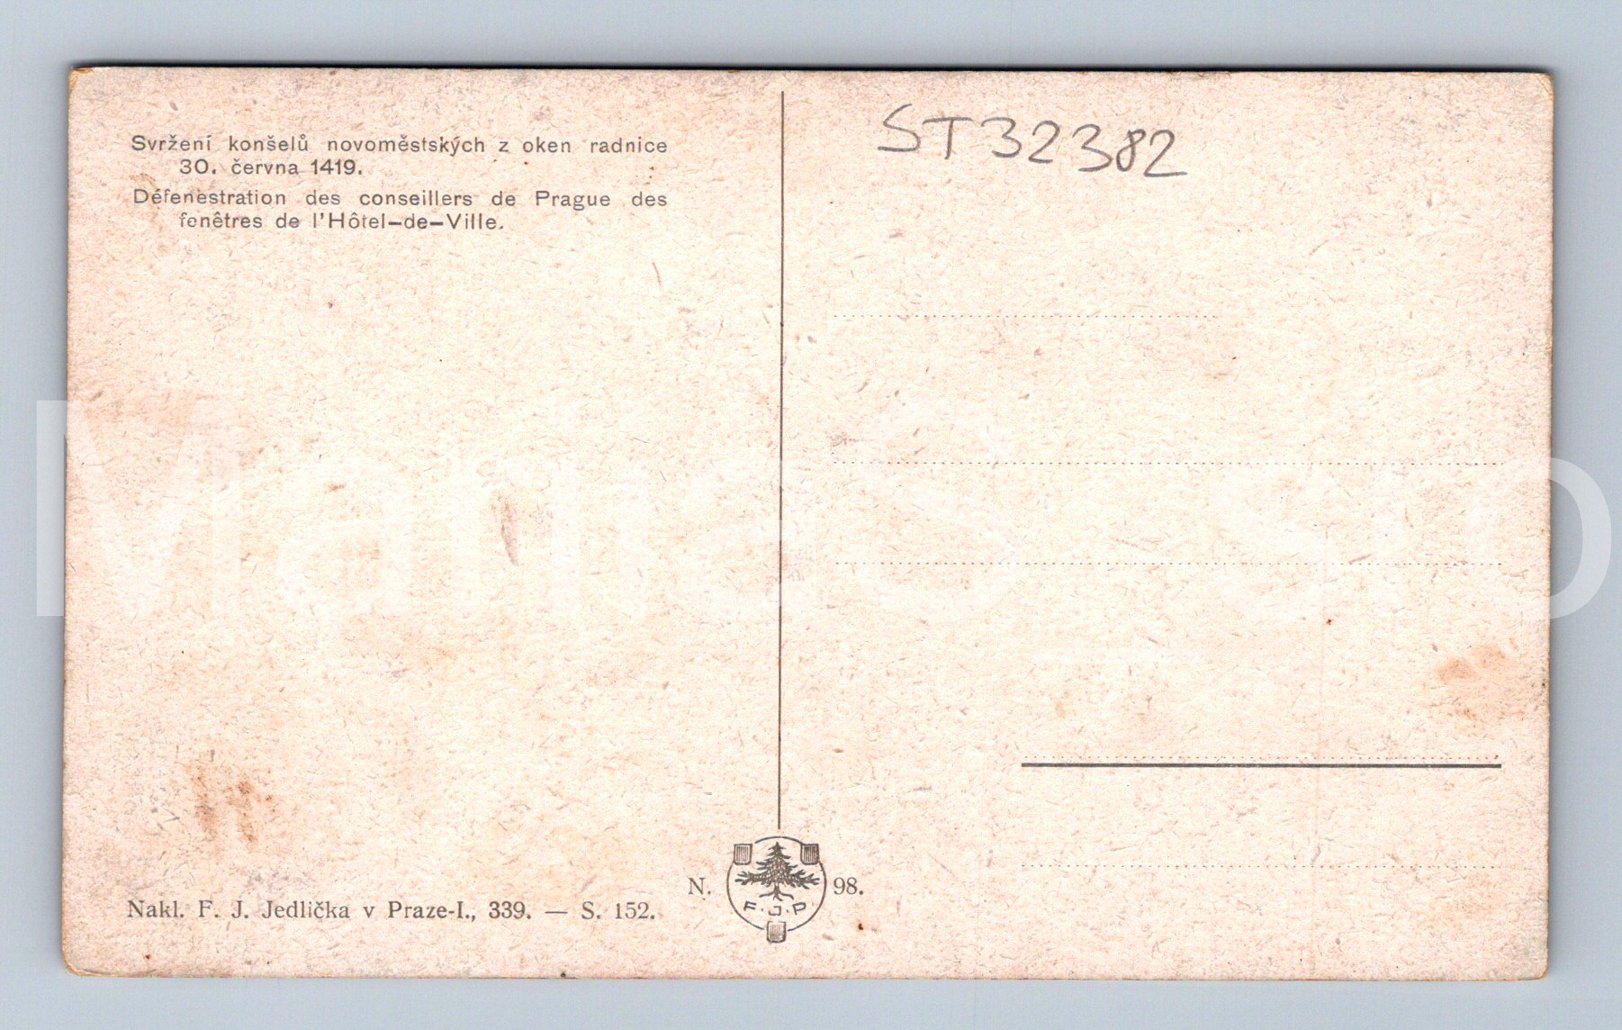 Svržení konšelů novoměstských z oken radnice
30. června 1419.
Défenestration des conseillers de Prague des
fenêtres de l'Hôtel-de-Ville.
ST32382
N. 98.
F. J. P
Nakl. F. J. Jedlička v Praze-I., 339. — S. 152.